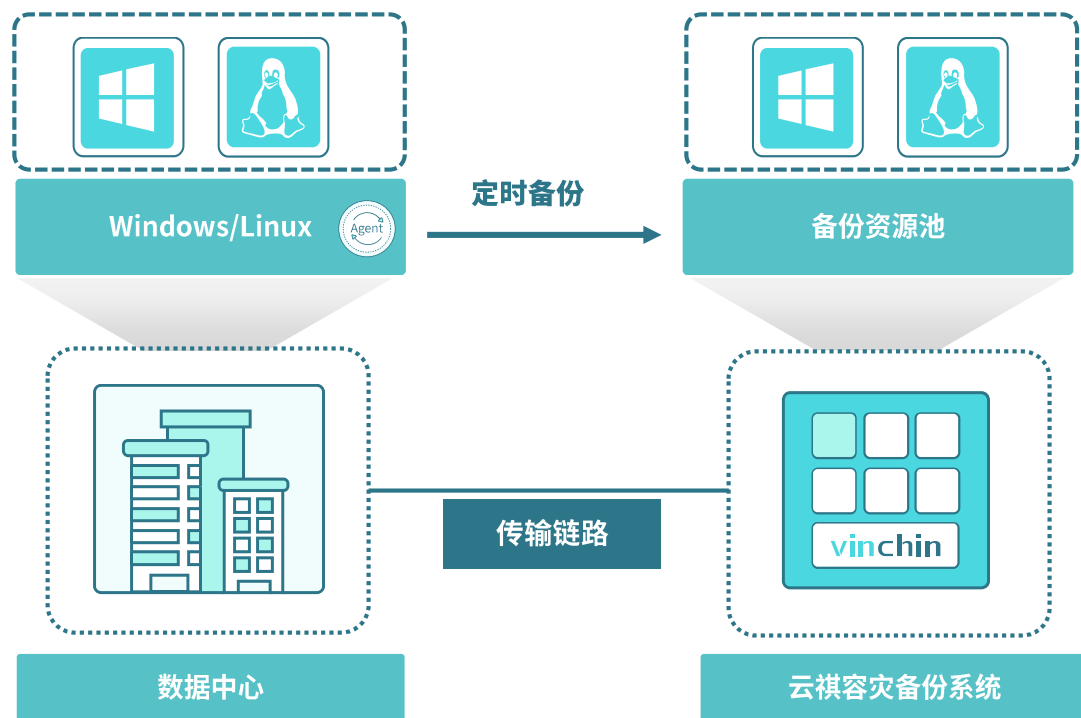 定时备份
Windows/Linux
Agent
备份资源池
传输链路
vinchin
数据中心
云祺容灾备份系统